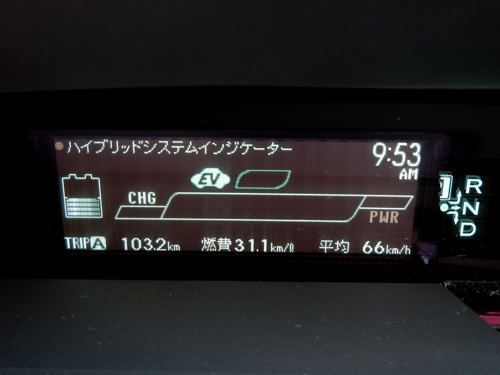 ハイブリッドシステムインジケーター
9:53
AM
EV
CHG
PWR
TRIP A 103.2km 燃費31.1km/ℓ 平均 66km/h
R
N
D